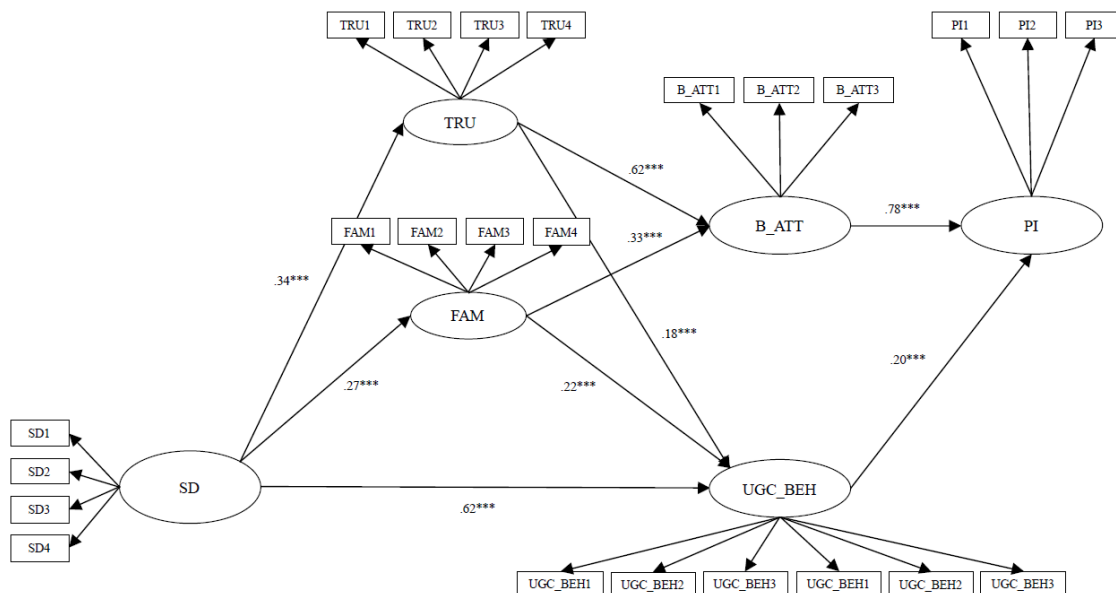 TRU1 TRU2 TRU3 TRU4
PI1 PI2 PI3
B_ATT1 B_ATT2 B_ATT3
TRU
.62***
FAM1 FAM2 FAM3 FAM4
.33***
B_ATT
.78***
PI
.34***
FAM
.18***
.27***
.22***
.20***
SD1
SD2
SD3
SD4
SD
.62***
UGC_BEH
UGC_BEH1 UGC_BEH2 UGC_BEH3 UGC_BEH1 UGC_BEH2 UGC_BEH3